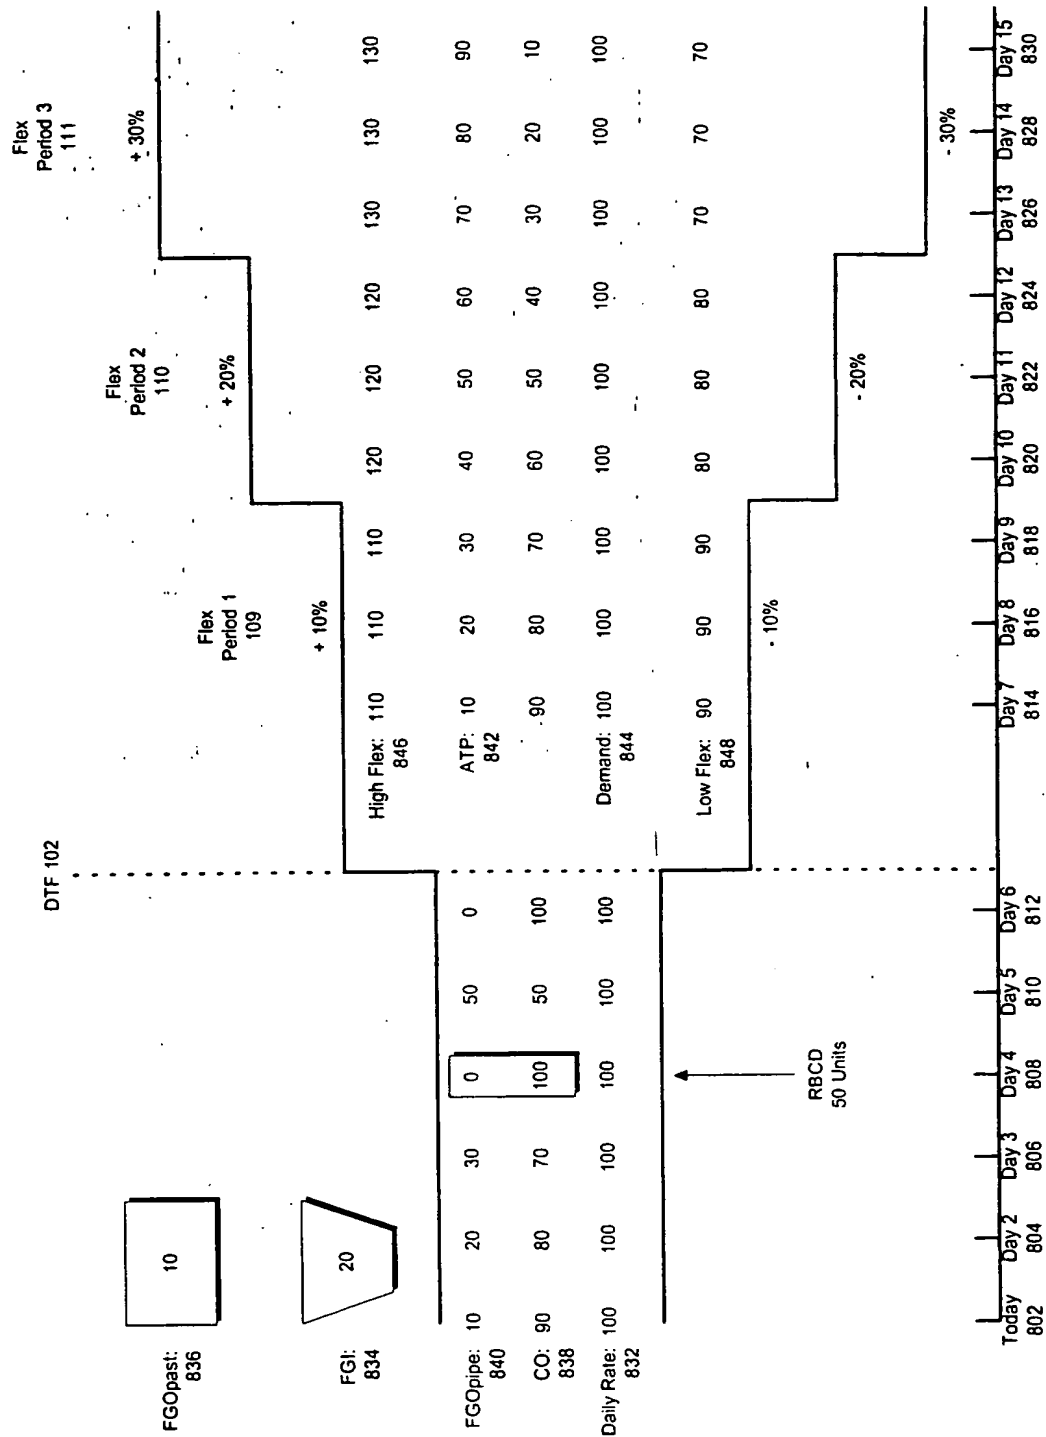 Flex
Period 3
111
+ 30%
Flex
Period 2
110
+ 20%
Flex
Period 1
109
+ 10%
DTF 102
FGOpast:
836
10
FGI:
834
20
High Flex: 110 110 110 120 120 120 130 130 130
846
FGOpipe: 10 20 30 0 50 0
840
ATP: 10 20 30 40 50 60 70 80 90
842
CO: 90 80 70 100 50 100 90 80 70 60 50 40 30 20 10
838
Daily Rate: 100 100 100 100 100 100
832
Demand: 100 100 100 100 100 100 100 100 100
844
Low Flex: 90 90 90 80 80 80 70 70 70
848
- 10%
- 20%
- 30%
RBCD
50 Units
Today Day 2 Day 3 Day 4 Day 5 Day 6 Day 7 Day 8 Day 9 Day 10 Day 11 Day 12 Day 13 Day 14 Day 15
802 804 806 808 810 812 814 816 818 820 822 824 826 828 830